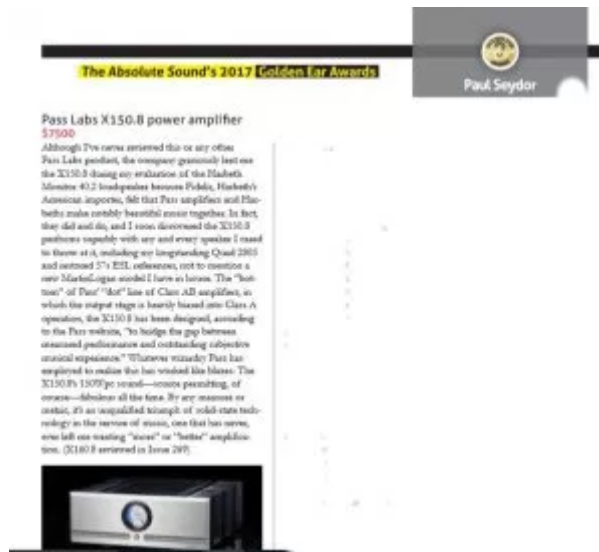 The Absolute Sound's 2017 Golden Ear Awards
Paul Seydor
Pass Labs X150.8 power amplifier
$7500
Although I've never reviewed this or any other
Pass Labs product, the company graciously lent me
the X150.8 during my evaluation of the Harbeth
Monitor 40.2 loudspeaker because Fidelis, Harbeth's
American importer, felt that Pass amplifiers and Har-
beths make notably beautiful music together. In fact,
they did and do, and I soon discovered the X150.8
performs superbly with any and every speaker I used
to throw at it, including my longstanding Quad 2805
and restored 57s ESL references, not to mention a
new MartinLogan model I have in house. The "bot-
tom" of Pass' "dot" line of Class AB amplifiers, in
which the output stage is heavily biased into Class A
operation, the X150.8 has been designed, according
to the Pass website, "to bridge the gap between
measured performance and outstanding subjective
musical experience." Whatever wizardry Pass has
employed to realize this has worked like blazes: The
X150.8's 150Wpc sound—source permitting, of
course—fabulous all the time. By any measure or
metric, it's an unqualified triumph of solid-state tech-
nology in the service of music, one that has never,
ever left me wanting "more" or "better" amplifica-
tion. (X160.8 reviewed in Issue 269)